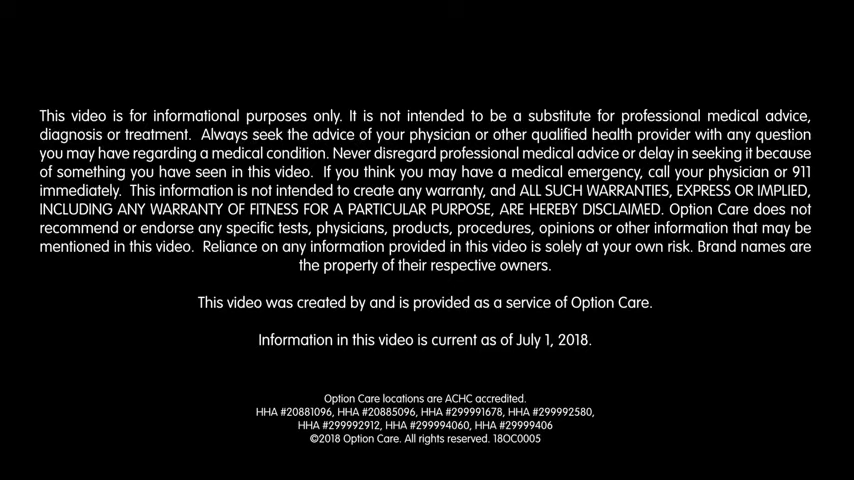 This video is for informational purposes only. It is not intended to be a substitute for professional medical advice,
diagnosis or treatment.  Always seek the advice of your physician or other qualified health provider with any question
you may have regarding a medical condition. Never disregard professional medical advice or delay in seeking it because
of something you have seen in this video.  If you think you may have a medical emergency, call your physician or 911
immediately.  This information is not intended to create any warranty, and ALL SUCH WARRANTIES, EXPRESS OR IMPLIED,
INCLUDING ANY WARRANTY OF FITNESS FOR A PARTICULAR PURPOSE, ARE HEREBY DISCLAIMED. Option Care does not
recommend or endorse any specific tests, physicians, products, procedures, opinions or other information that may be
mentioned in this video.  Reliance on any information provided in this video is solely at your own risk. Brand names are
the property of their respective owners.
This video was created by and is provided as a service of Option Care.
Information in this video is current as of July 1, 2018.
Option Care locations are ACHC accredited.
HHA #20881096, HHA #20885096, HHA #299991678, HHA #299992580,
HHA #299992912, HHA #299994060, HHA #29999406
©2018 Option Care. All rights reserved. 18OC0005